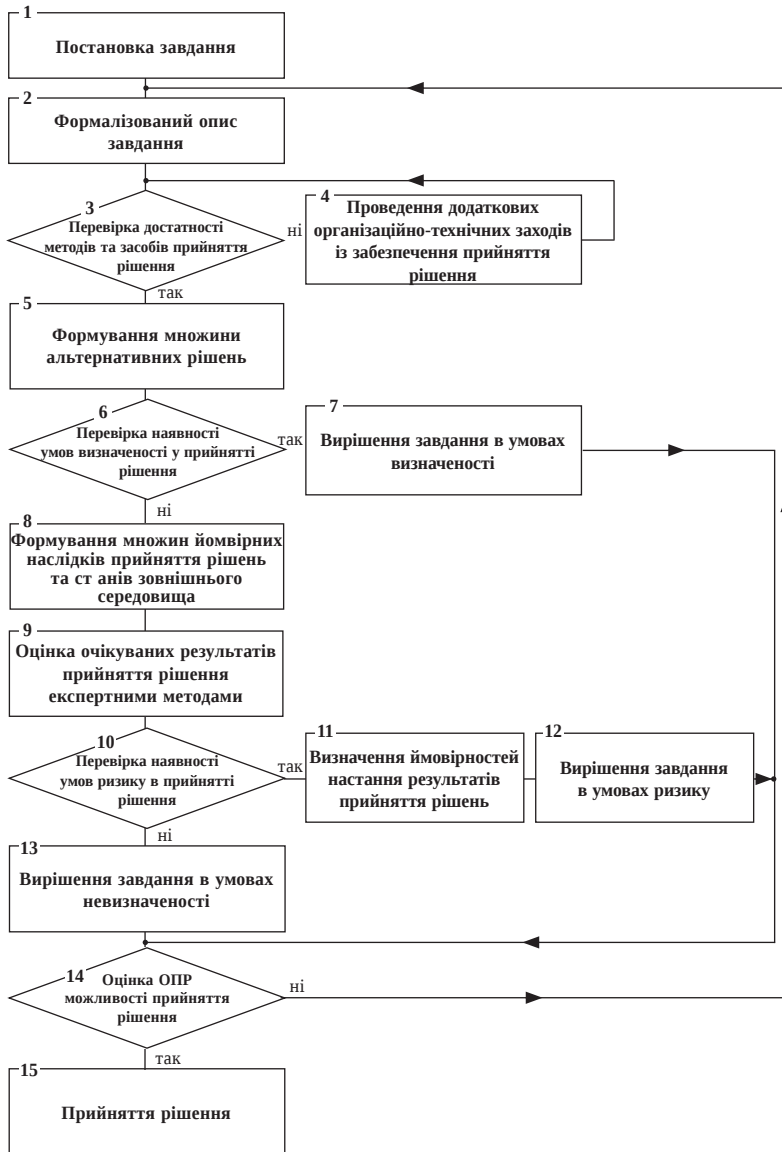 1
Постановка завдання
2
Формалізований опис
завдання
3
Перевірка достатності
методів та засобів прийняття
рішення
ні
4
Проведення додаткових
організаційно-технічних заходів
із забезпечення прийняття
рішення
так
5
Формування множини
альтернативних рішень
6
Перевірка наявності
умов визначеності у прийнятті
рішення
так
7
Вирішення завдання в умовах
визначеності
ні
8
Формування множин йомвірних
наслідків прийняття рішень
та ст анів зовнішнього
середовища
9
Оцінка очікуваних результатів
прийняття рішення
експертними методами
10
Перевірка наявності
умов ризику в прийнятті
рішення
так
11
Визначення ймовірностей
настання результатів
прийняття рішень
12
Вирішення завдання
в умовах ризику
ні
13
Вирішення завдання в умовах
невизначеності
14
Оцінка ОПР
можливості прийняття
рішення
ні
так
15
Прийняття рішення